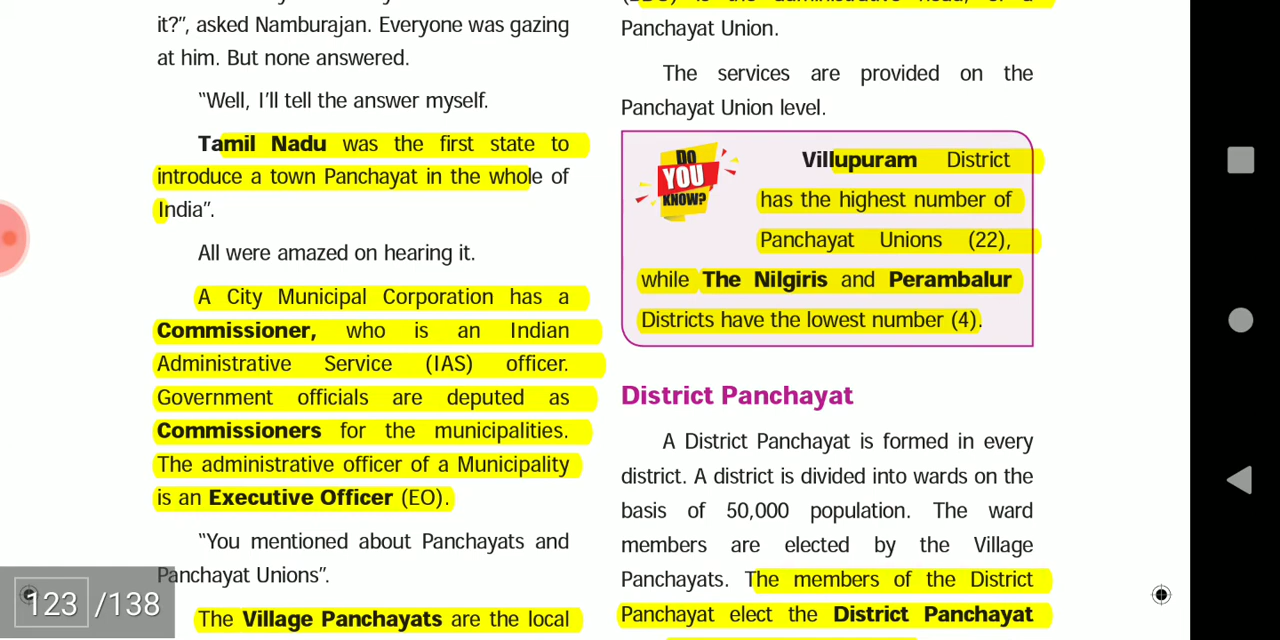 it?”, asked Namburajan. Everyone was gazing
at him. But none answered.
“Well, I’ll tell the answer myself.
Tamil Nadu was the first state to
introduce a town Panchayat in the whole of
India”.
All were amazed on hearing it.
A City Municipal Corporation has a
Commissioner, who is an Indian
Administrative Service (IAS) officer.
Government officials are deputed as
Commissioners for the municipalities.
The administrative officer of a Municipality
is an Executive Officer (EO).
“You mentioned about Panchayats and
Panchayat Unions”.
The Village Panchayats are the local
123 /138
(BDO) is the administrative head, of a
Panchayat Union.
The services are provided on the
Panchayat Union level.
DO
YOU
KNOW?
Villupuram District
has the highest number of
Panchayat Unions (22),
while The Nilgiris and Perambalur
Districts have the lowest number (4).
District Panchayat
A District Panchayat is formed in every
district. A district is divided into wards on the
basis of 50,000 population. The ward
members are elected by the Village
Panchayats. The members of the District
Panchayat elect the District Panchayat